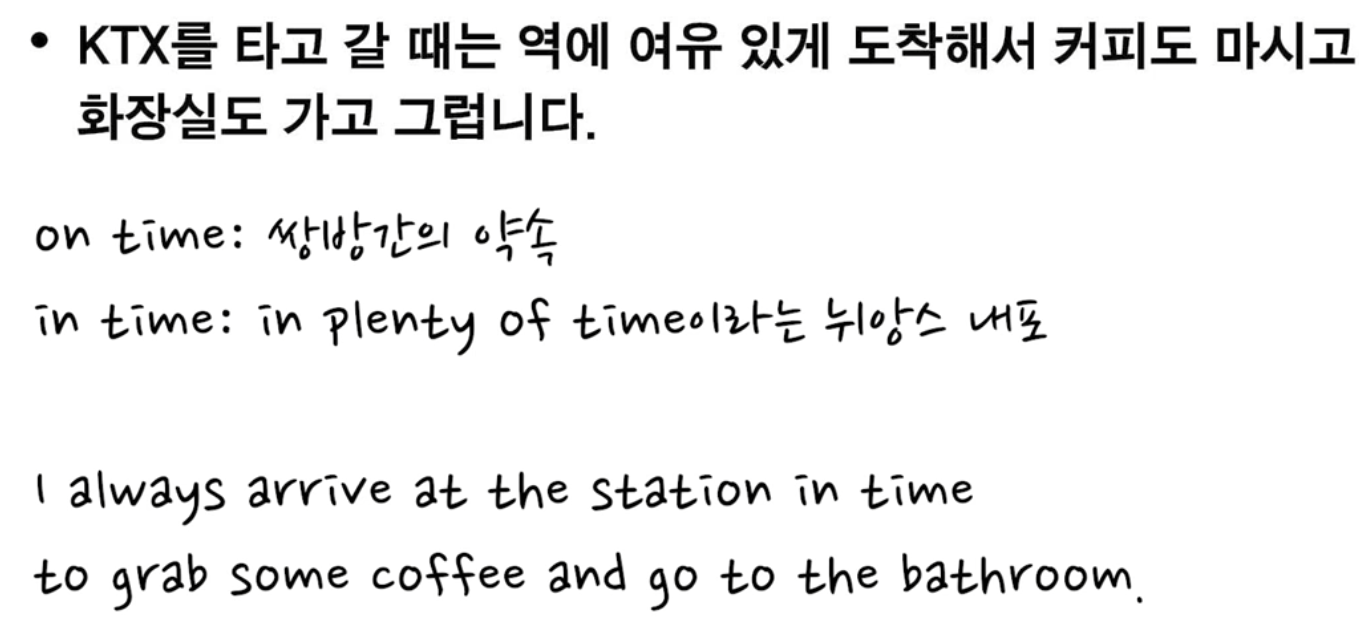 • KTX를 타고 갈 때는 역에 여유 있게 도착해서 커피도 마시고
화장실도 가고 그럽니다.
on time: 쌍방간의 약속
in time: in plenty of time이라는 뉘앙스 내포
I always arrive at the station in time
to grab some coffee and go to the bathroom.